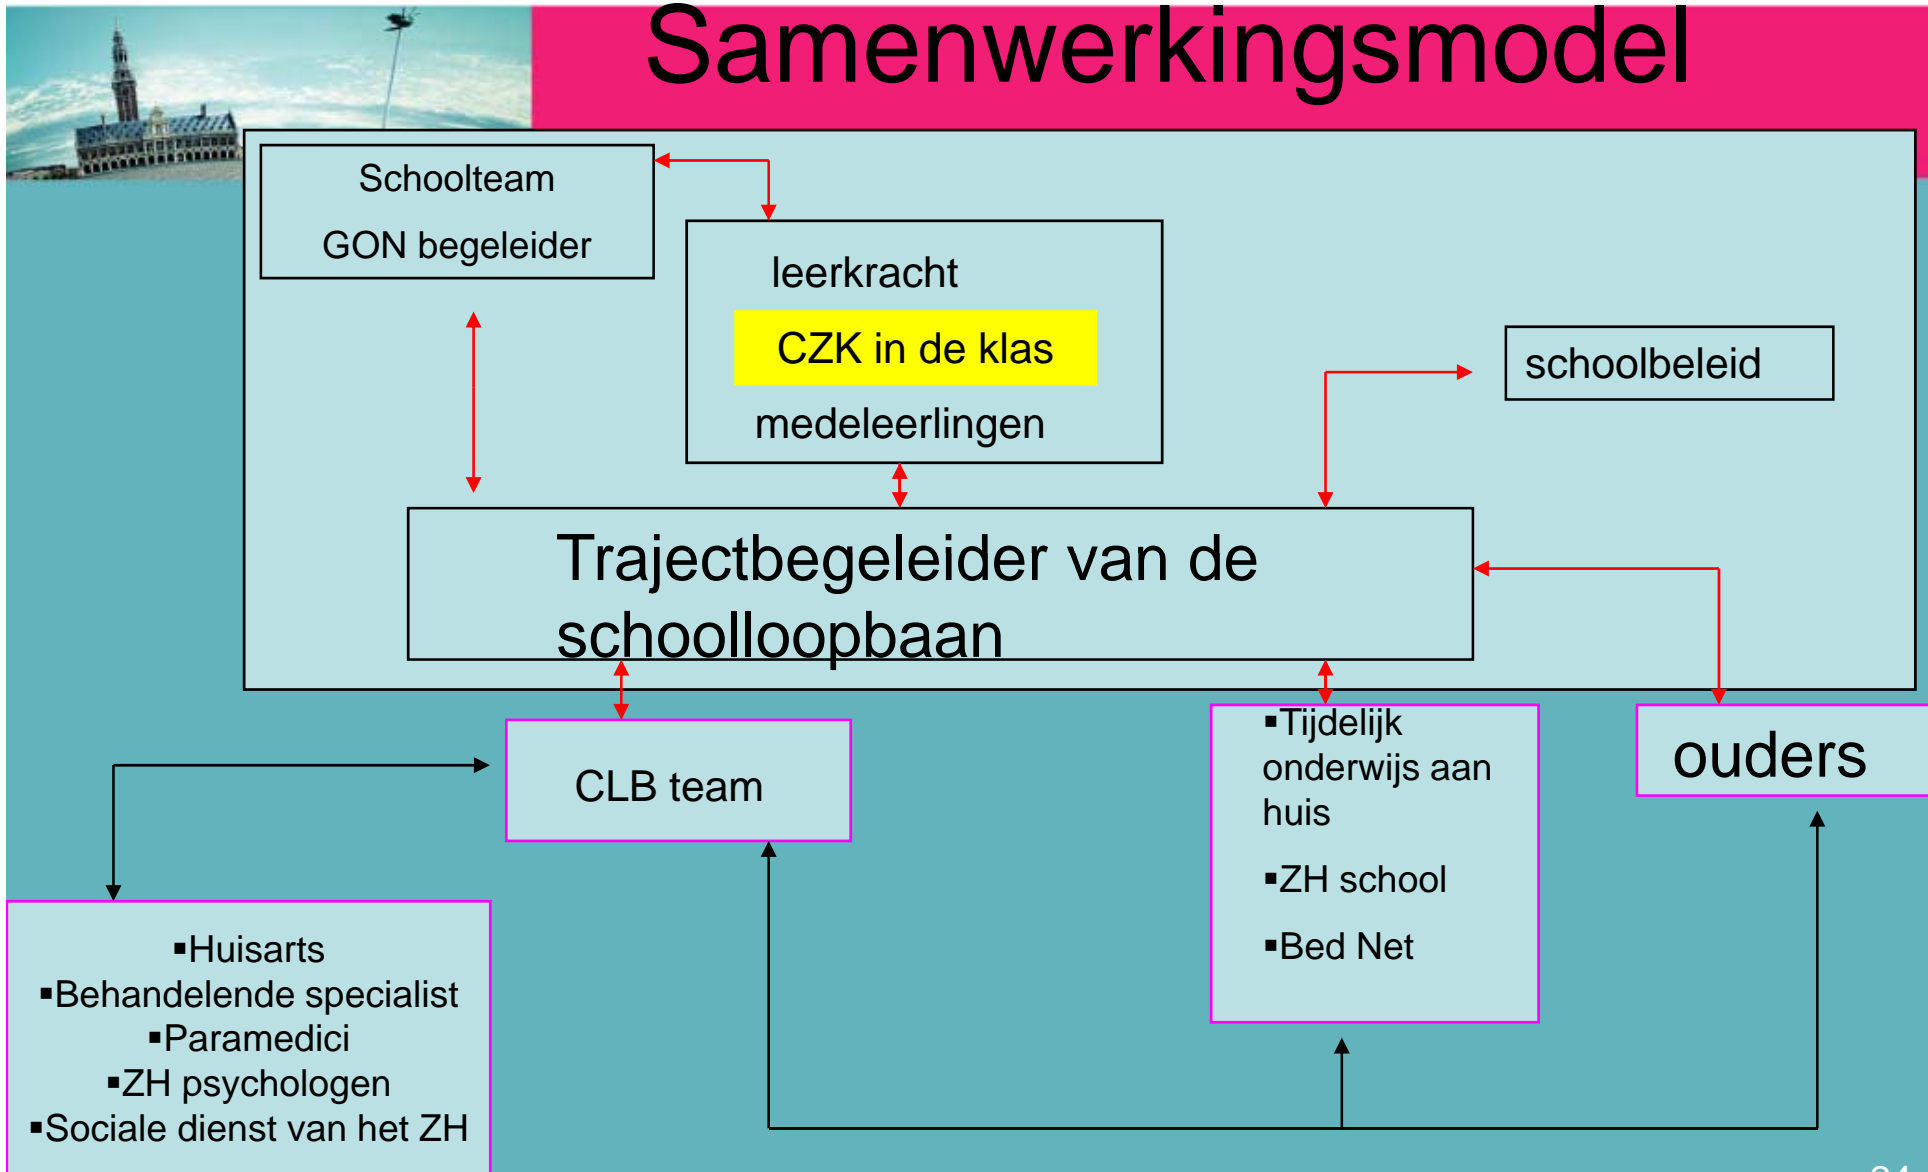 Samenwerkingsmodel
Schoolteam
GON begeleider
leerkracht
CZK in de klas
medeleerlingen
schoolbeleid
Trajectbegeleider van de
schoolloopbaan
CLB team
▪Tijdelijk
onderwijs aan
huis
▪ZH school
▪Bed Net
ouders
▪Huisarts
▪Behandelende specialist
▪Paramedici
▪ZH psychologen
▪Sociale dienst van het ZH